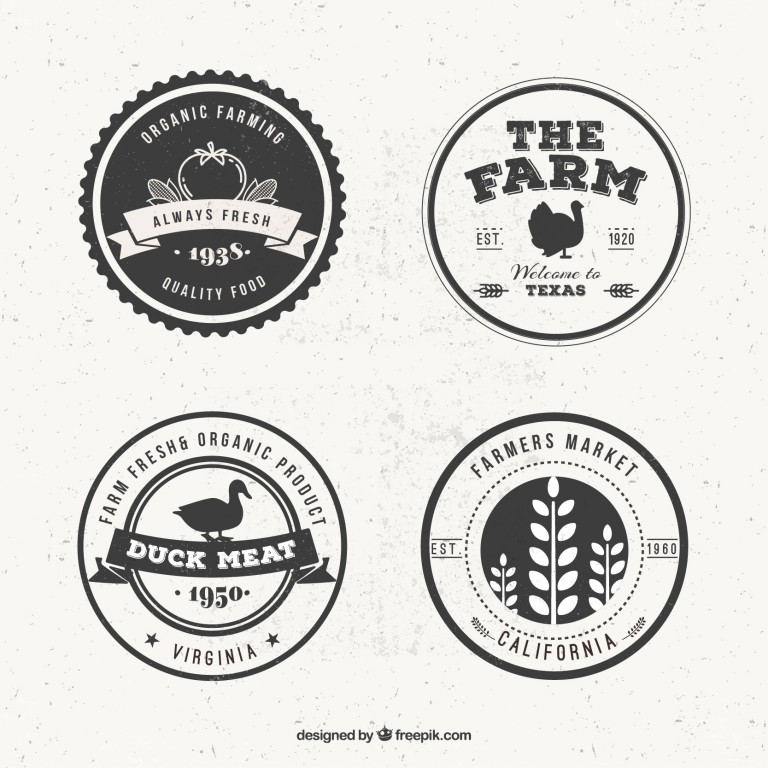 ORGANIC FARMING
ALWAYS FRESH
1938
QUALITY FOOD
THE
FARM
EST. 1920
Welcome to
TEXAS
FARM FRESH& ORGANIC PRODUCT
DUCK MEAT
1950
VIRGINIA
FARMERS MARKET
EST. 1960
CALIFORNIA
designed by freepik.com